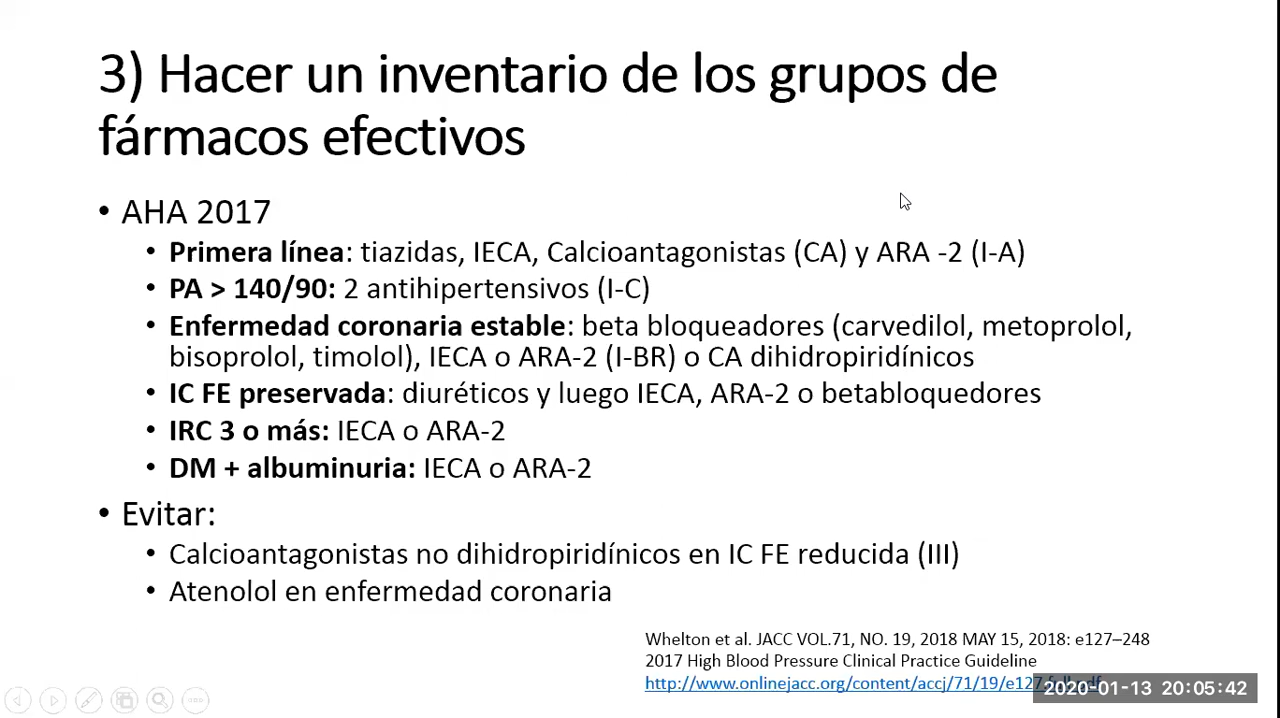 3) Hacer un inventario de los grupos de
fármacos efectivos
• AHA 2017
• Primera línea: tiazidas, IECA, Calcioantagonistas (CA) y ARA -2 (I-A)
• PA > 140/90: 2 antihipertensivos (I-C)
• Enfermedad coronaria estable: beta bloqueadores (carvedilol, metoprolol,
bisoprolol, timolol), IECA o ARA-2 (I-BR) o CA dihidropiridínicos
• IC FE preservada: diuréticos y luego IECA, ARA-2 o betabloquedores
• IRC 3 o más: IECA o ARA-2
• DM + albuminuria: IECA o ARA-2
• Evitar:
• Calcioantagonistas no dihidropiridínicos en IC FE reducida (III)
• Atenolol en enfermedad coronaria
Whelton et al. JACC VOL.71, NO. 19, 2018 MAY 15, 2018: e127–248
2017 High Blood Pressure Clinical Practice Guideline
http://www.onlinejacc.org/content/accj/71/19/e127
2020-01-13 20:05:42